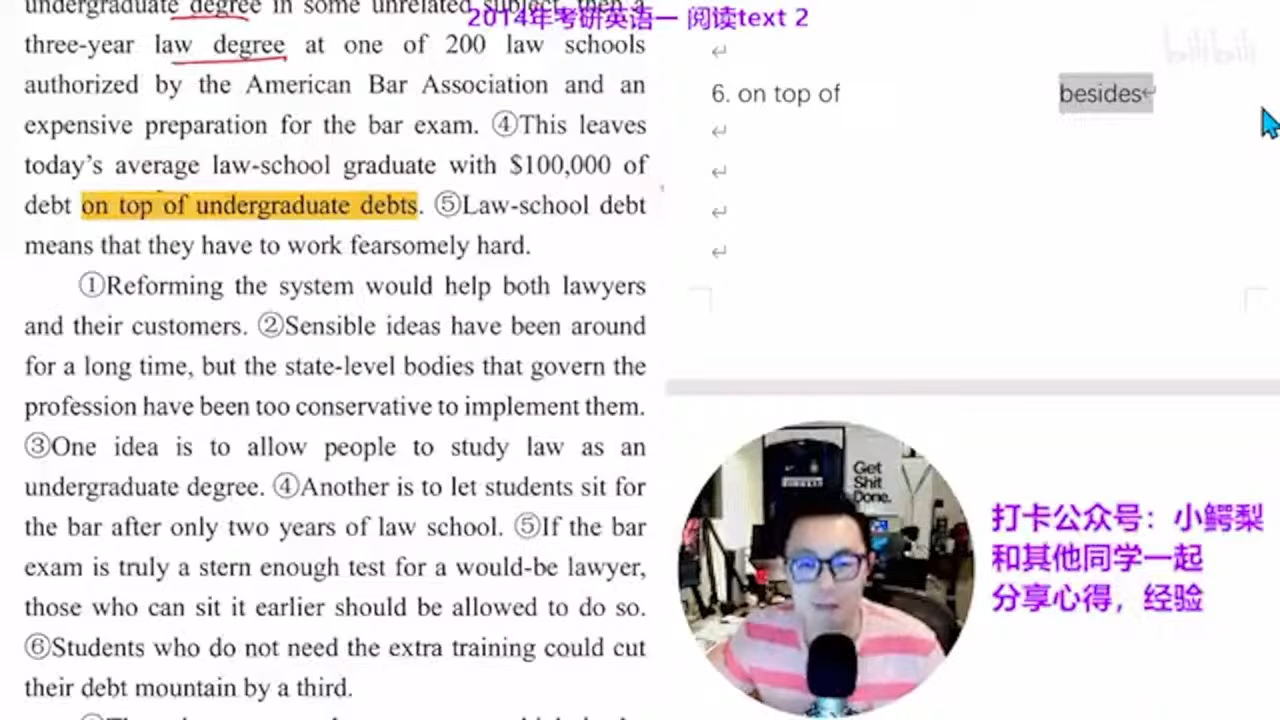 undergraduate degree in some unrelated subject, then a
2014年考研英语一 阅读text 2
three-year law degree at one of 200 law schools
authorized by the American Bar Association and an
expensive preparation for the bar exam. ④This leaves
today’s average law-school graduate with $100,000 of
debt on top of undergraduate debts. ⑤Law-school debt
means that they have to work fearsomely hard.
①Reforming the system would help both lawyers
and their customers. ②Sensible ideas have been around
for a long time, but the state-level bodies that govern the
profession have been too conservative to implement them.
③One idea is to allow people to study law as an
undergraduate degree. ④Another is to let students sit for
the bar after only two years of law school. ⑤If the bar
exam is truly a stern enough test for a would-be lawyer,
those who can sit it earlier should be allowed to do so.
⑥Students who do not need the extra training could cut
their debt mountain by a third.
bilibili
6. on top of besides
Get
Shit
Done.
PIRELLI
打卡公众号：小鳄梨
和其他同学一起
分享心得，经验